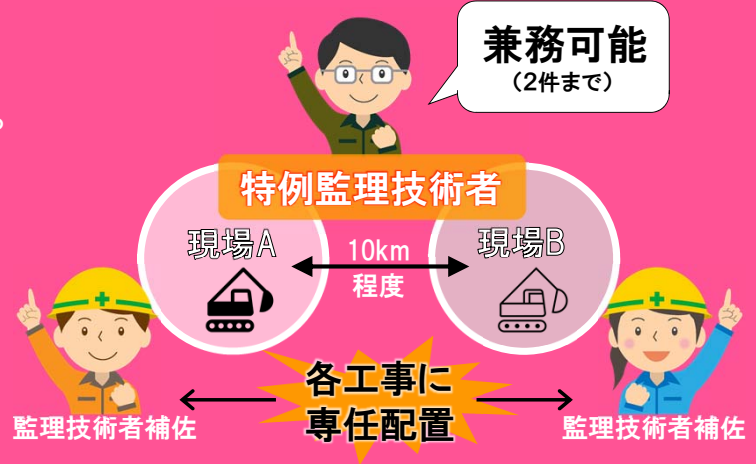 兼務可能
（2件まで）
。
特例監理技術者
現場A
10km
程度
現場B
各工事に
専任配置
監理技術者補佐
監理技術者補佐